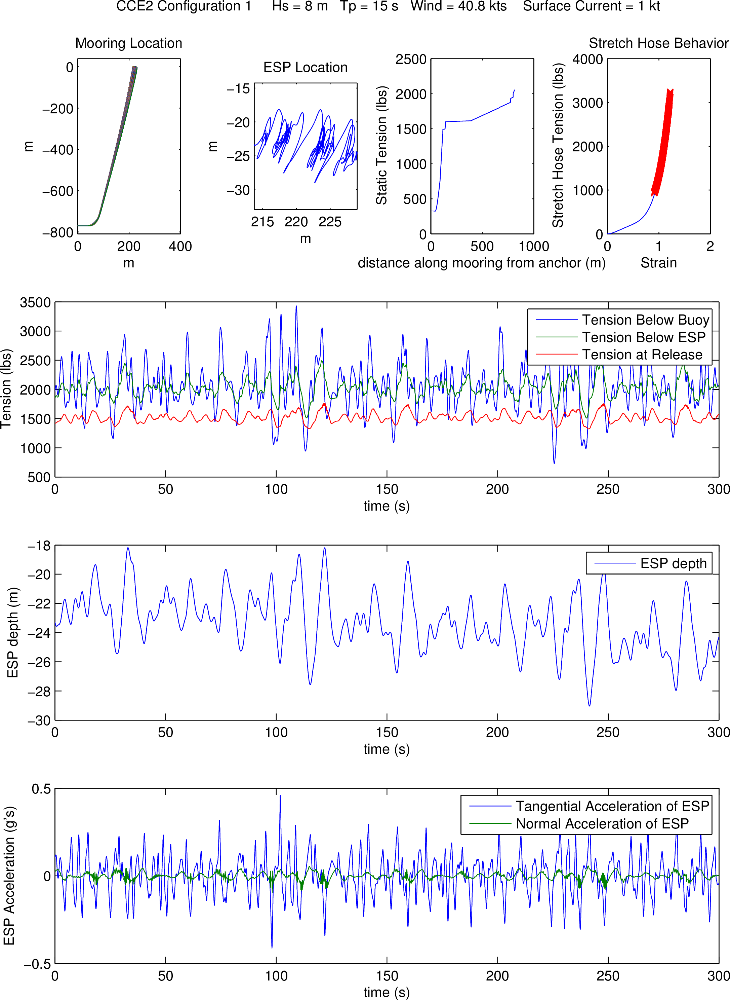 CCE2 Configuration 1 Hs = 8 m Tp = 15 s Wind = 40.8 kts Surface Current = 1 kt
Mooring Location
0
−200
−400
−600
−800
m
0 200 400
m
ESP Location
−15
−20
−25
−30
m
215 220 225
m
2500
2000
1500
1000
500
0
Static Tension (lbs)
0 500 1000
distance along mooring from anchor (m)
Stretch Hose Behavior
4000
3000
2000
1000
0
Stretch Hose Tension (lbs)
0 1 2
Strain
3500
3000
2500
2000
1500
1000
500
Tension (lbs)
Tension Below Buoy
Tension Below ESP
Tension at Release
0 50 100 150 200 250 300
time (s)
−18
−20
−22
−24
−26
−28
−30
ESP depth (m)
ESP depth
0 50 100 150 200 250 300
time (s)
0.5
0
−0.5
ESP Acceleration (g's)
Tangential Acceleration of ESP
Normal Acceleration of ESP
0 50 100 150 200 250 300
time (s)